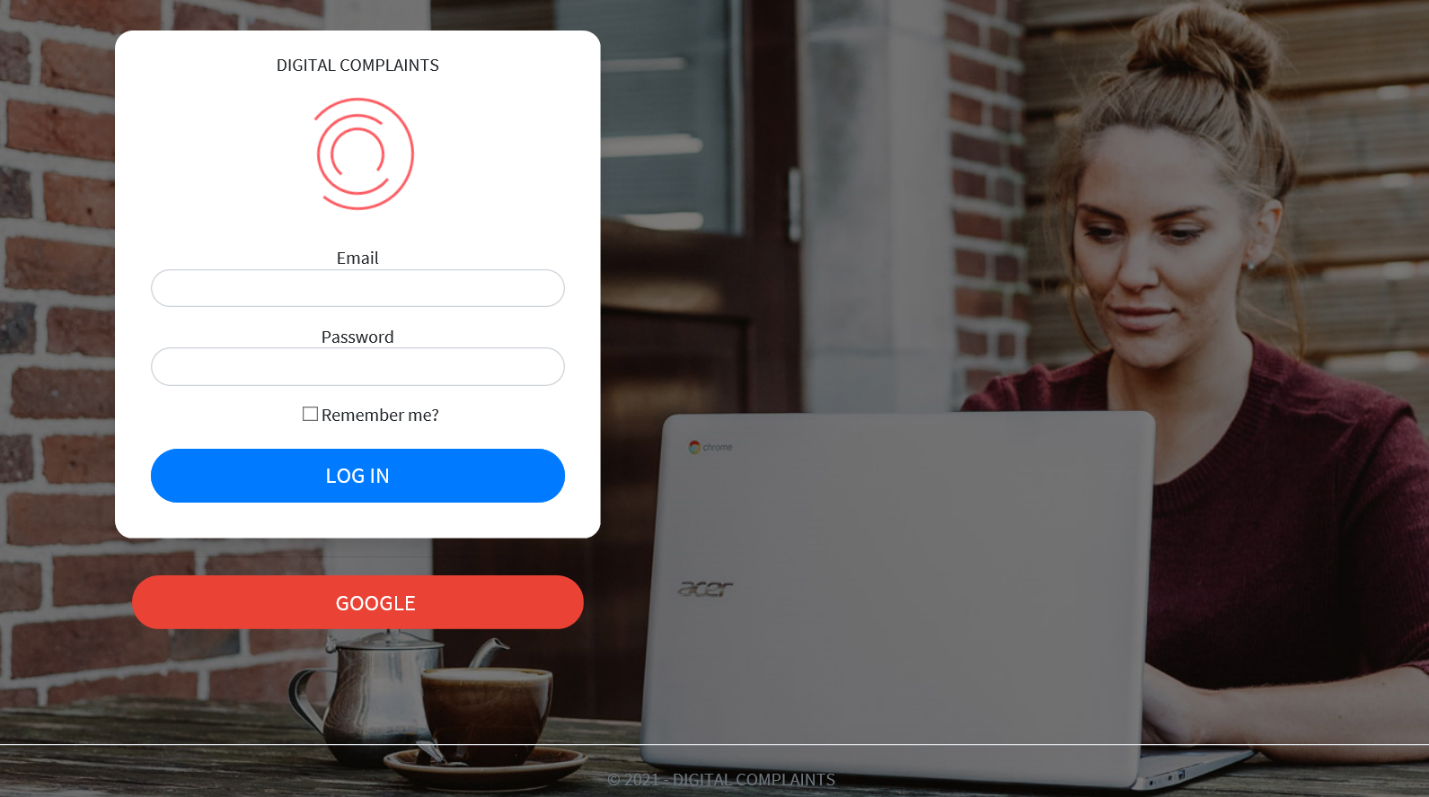 DIGITAL COMPLAINTS
Email
Password
Remember me?
LOG IN
GOOGLE
chrome
acer
© 2021 - DIGITAL COMPLAINTS